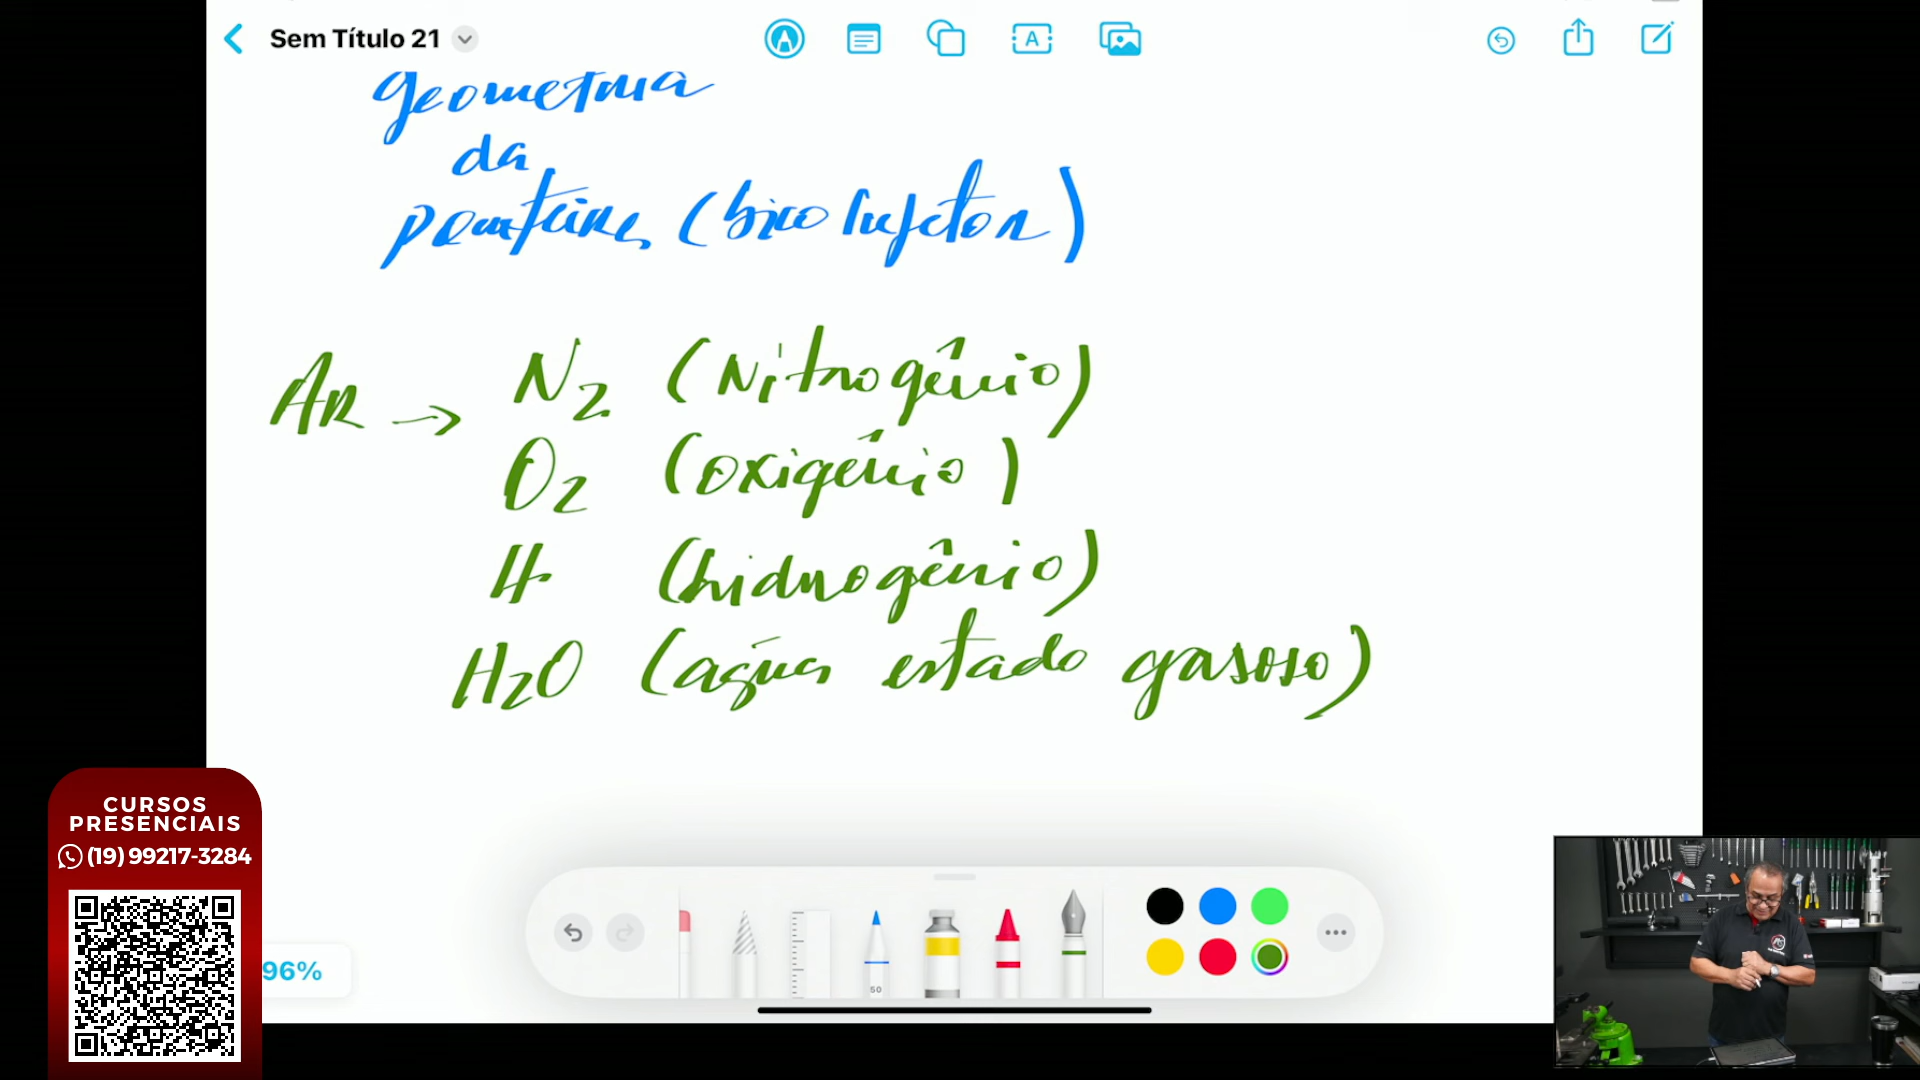 Sem Título 21
geometria
da
ponteira (bico injetor)
AR → N2 (Nitrogênio)
O2 (oxigênio)
H (hidrogênio)
H2O (água estado gasoso)
CURSOS
PRESENCIAIS
(19) 99217-3284
96%
50